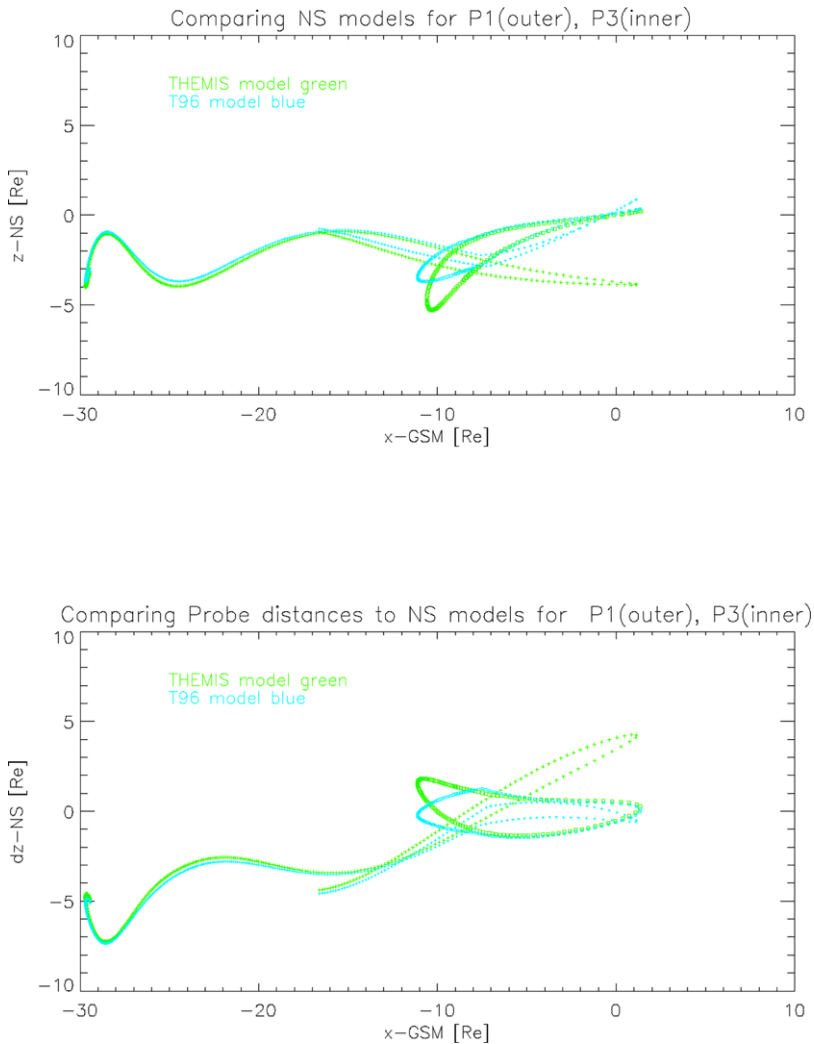 Comparing NS models for P1(outer), P3(inner)
10
THEMIS model green
T96 model blue
5
z-NS [Re]
0
-5
-10
-30
-20
-10
0
10
x-GSM [Re]
Comparing Probe distances to NS models for P1(outer), P3(inner)
10
THEMIS model green
T96 model blue
5
dz-NS [Re]
0
-5
-10
-30
-20
-10
0
10
x-GSM [Re]